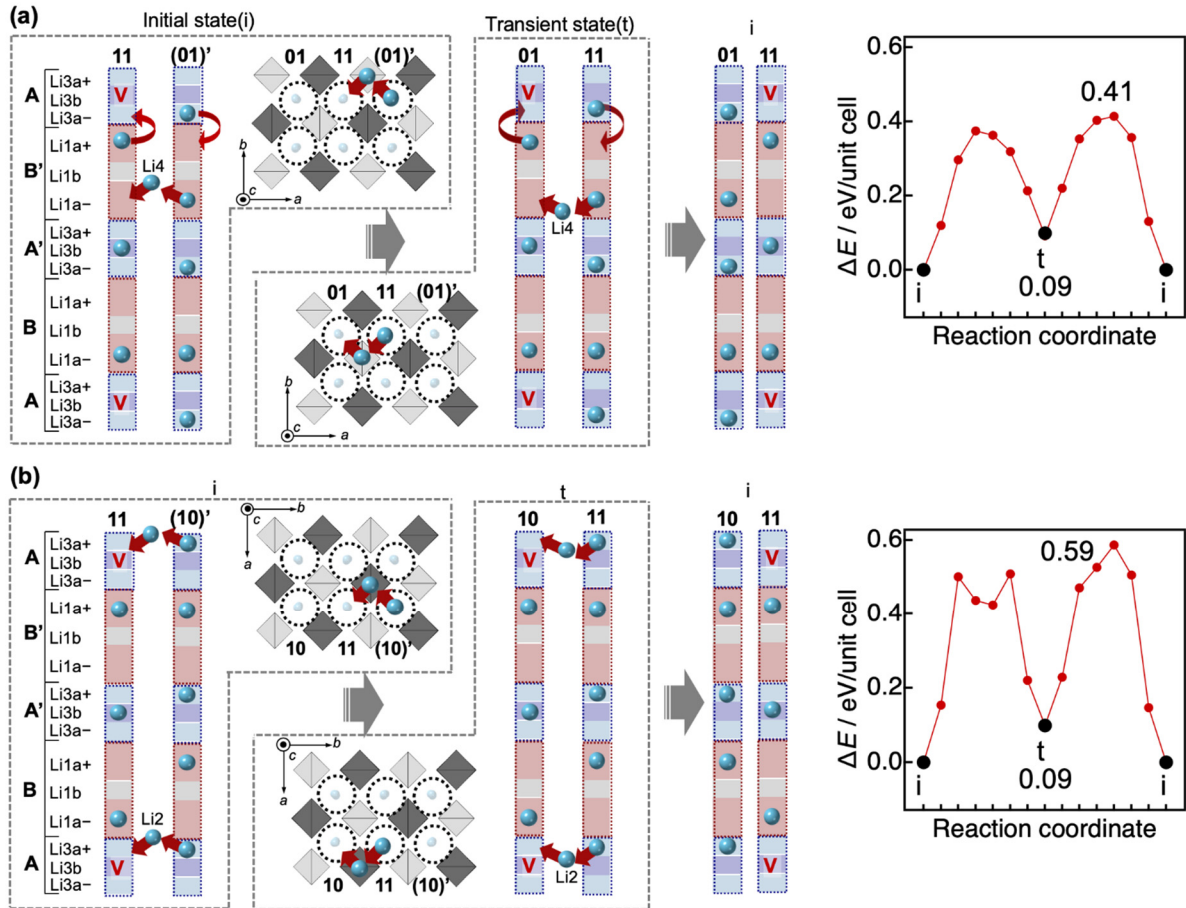 (a)
Initial state(i)
Transient state(t)
i
11 (01)’
01 11 (01)’
01 11
01 11
A
Li3a+
Li3b
Li3a−
B’
Li1a+
Li1b
Li1a−
A’
Li3a+
Li3b
Li3a−
B
Li1a+
Li1b
Li1a−
A
Li3a+
Li3b
Li3a−
V
V
Li4
b
c
a
01 11 (01)’
b
c
a
V
V
Li4
V
V
ΔE / eV/unit cell
0.6
0.4
0.2
0.0
0.41
i
t
0.09
i
Reaction coordinate
(b)
i
t
i
11 (10)’
10 11
10 11
A
Li3a+
Li3b
Li3a−
B’
Li1a+
Li1b
Li1a−
A’
Li3a+
Li3b
Li3a−
B
Li1a+
Li1b
Li1a−
A
Li3a+
Li3b
Li3a−
V
V
Li2
c
b
a
10 11 (10)’
c
b
a
10 11 (10)’
V
V
Li2
V
V
ΔE / eV/unit cell
0.6
0.4
0.2
0.0
0.59
i
t
0.09
i
Reaction coordinate